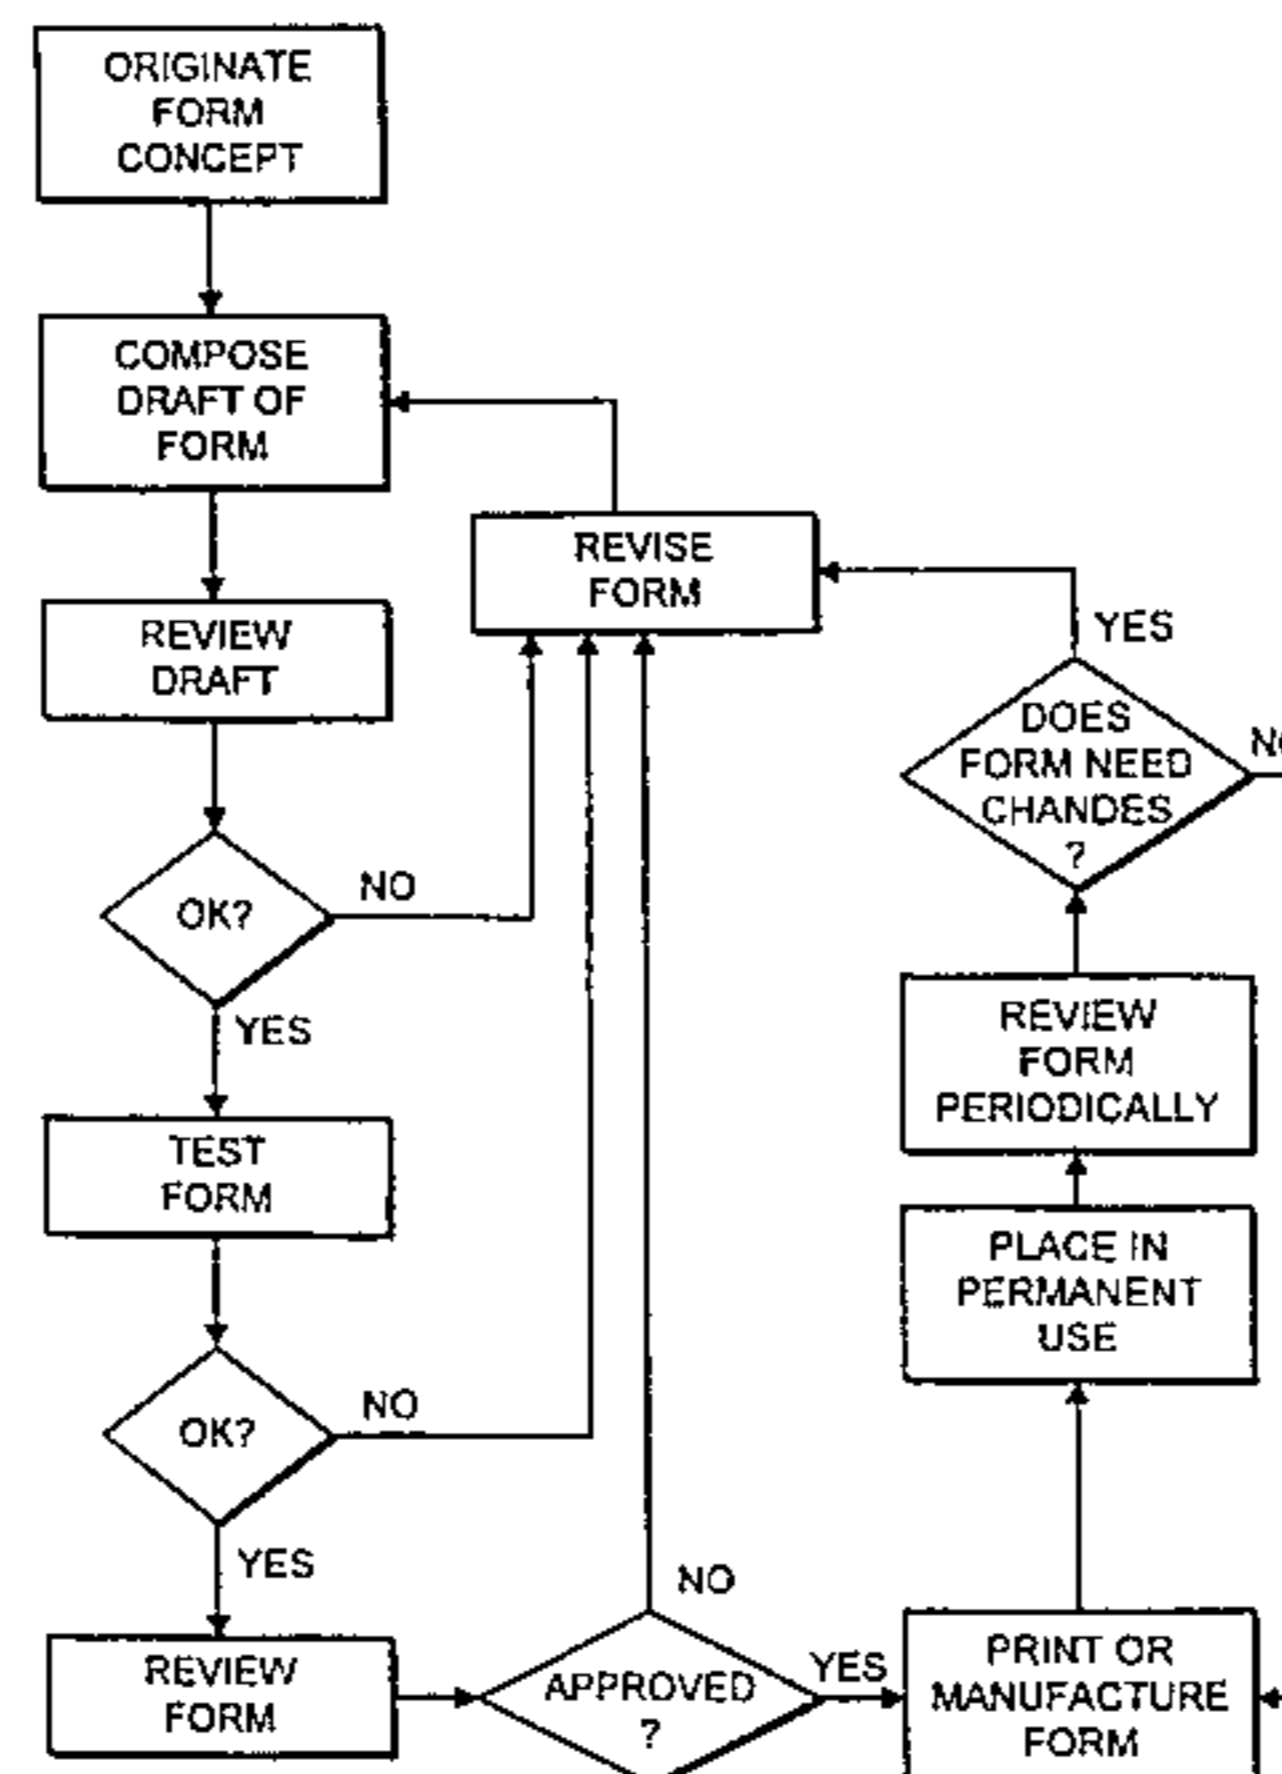 ORIGINATE
FORM
CONCEPT
COMPOSE
DRAFT OF
FORM
REVISE
FORM
REVIEW
DRAFT
YES
DOES
FORM NEED
CHANDES
?
NO
OK?
NO
YES
REVIEW
FORM
PERIODICALLY
TEST
FORM
PLACE IN
PERMANENT
USE
OK?
NO
YES
NO
REVIEW
FORM
APPROVED
?
YES
PRINT OR
MANUFACTURE
FORM